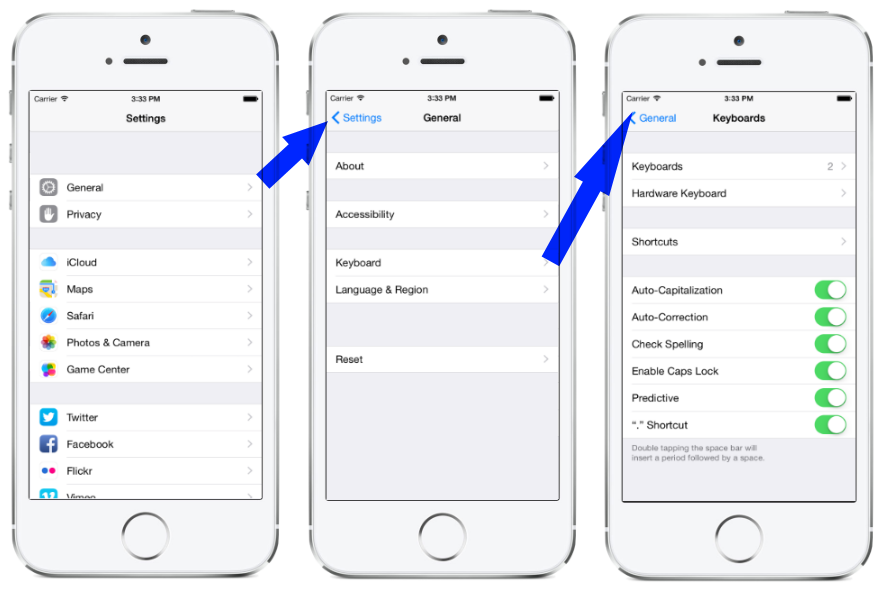 Carrier 3:33 PM
Settings
General
Privacy
iCloud
Maps
Safari
Photos & Camera
Game Center
Twitter
Facebook
Flickr
Vimeo
Carrier 3:33 PM
Settings General
About
Accessibility
Keyboard
Language & Region
Reset
Carrier 3:33 PM
General Keyboards
Keyboards 2
Hardware Keyboard
Shortcuts
Auto-Capitalization
Auto-Correction
Check Spelling
Enable Caps Lock
Predictive
“.” Shortcut
Double tapping the space bar will
insert a period followed by a space.